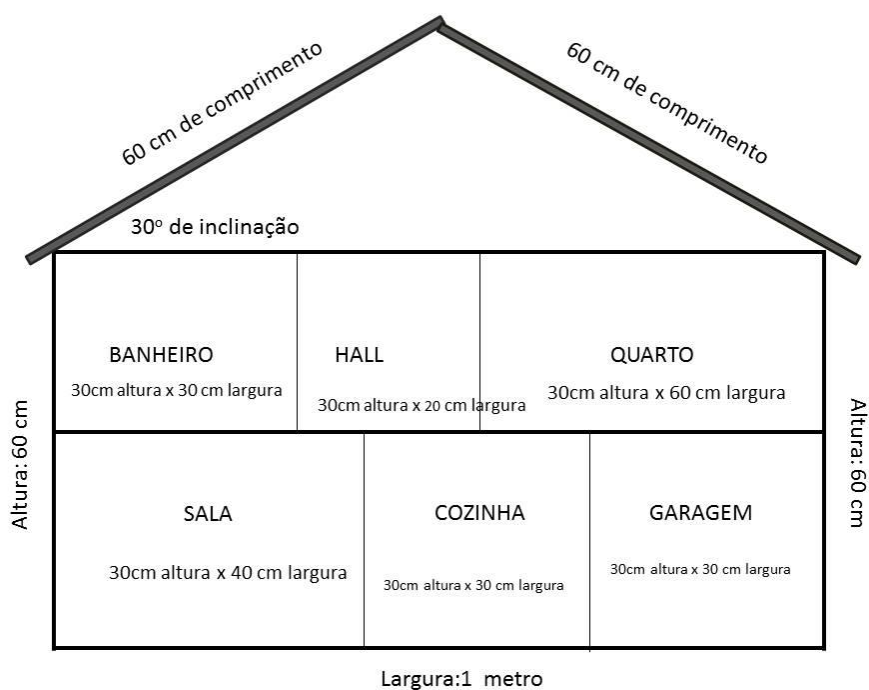 60 cm de comprimento
60 cm de comprimento
30º de inclinação
BANHEIRO
30cm altura x 30 cm largura
HALL
30cm altura x 20 cm largura
QUARTO
30cm altura x 60 cm largura
Altura: 60 cm
Altura: 60 cm
SALA
30cm altura x 40 cm largura
COZINHA
30cm altura x 30 cm largura
GARAGEM
30cm altura x 30 cm largura
Largura:1 metro